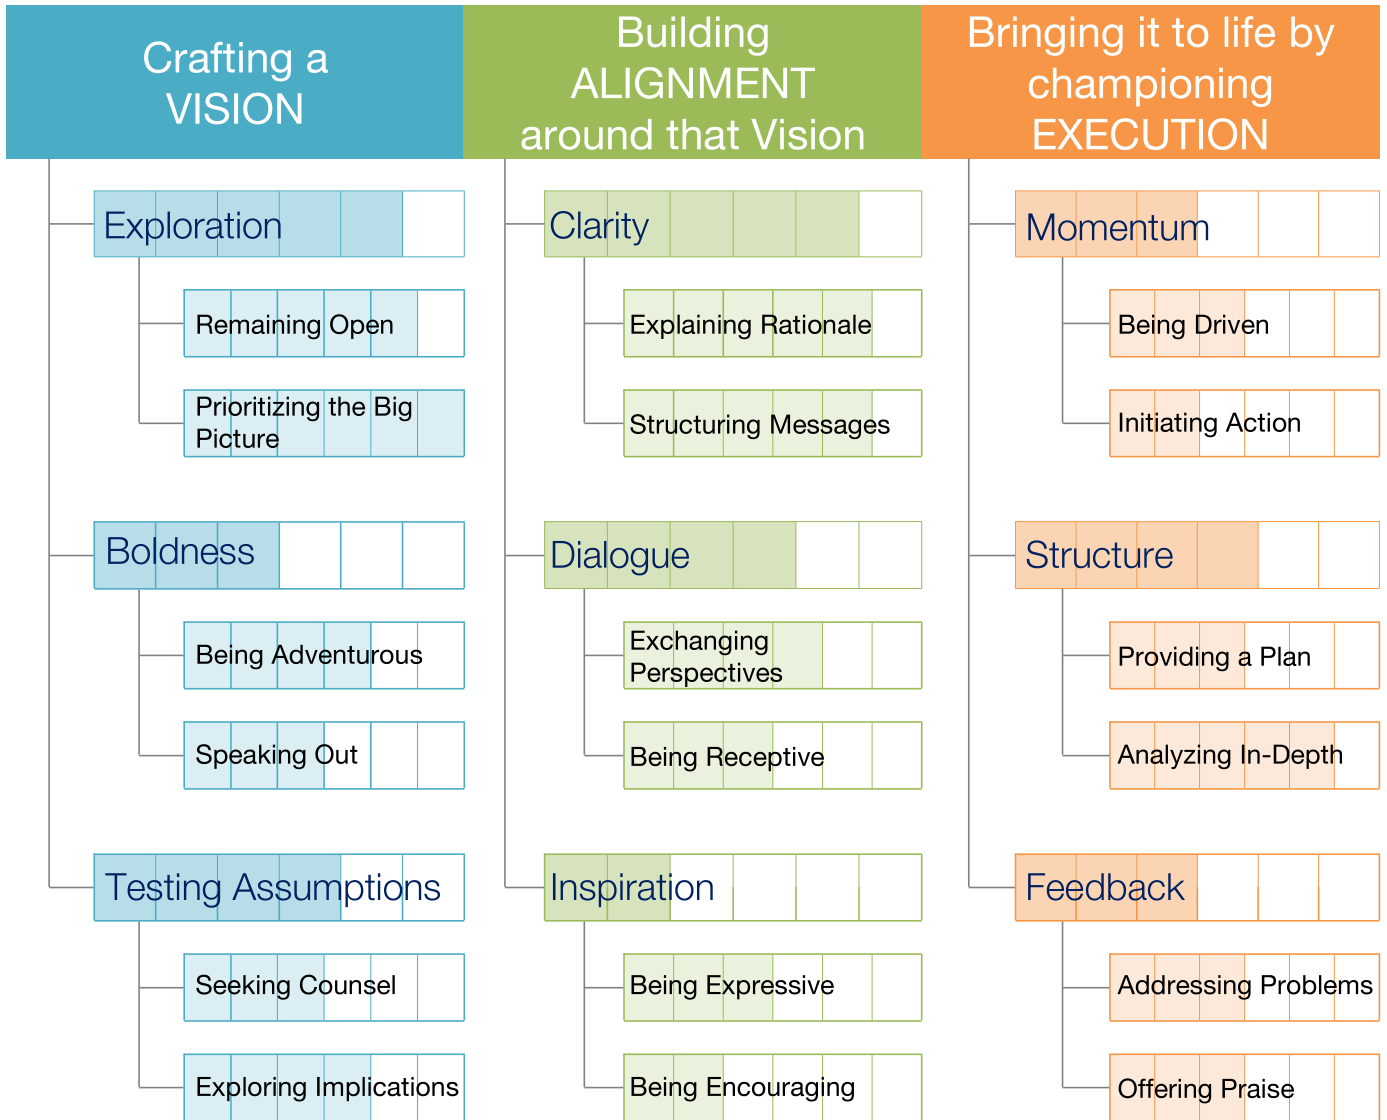 Crafting a
VISION
Building
ALIGNMENT
around that Vision
Bringing it to life by
championing
EXECUTION
Exploration
Remaining Open
Prioritizing the Big
Picture
Boldness
Being Adventurous
Speaking Out
Testing Assumptions
Seeking Counsel
Exploring Implications
Clarity
Explaining Rationale
Structuring Messages
Dialogue
Exchanging
Perspectives
Being Receptive
Inspiration
Being Expressive
Being Encouraging
Momentum
Being Driven
Initiating Action
Structure
Providing a Plan
Analyzing In-Depth
Feedback
Addressing Problems
Offering Praise